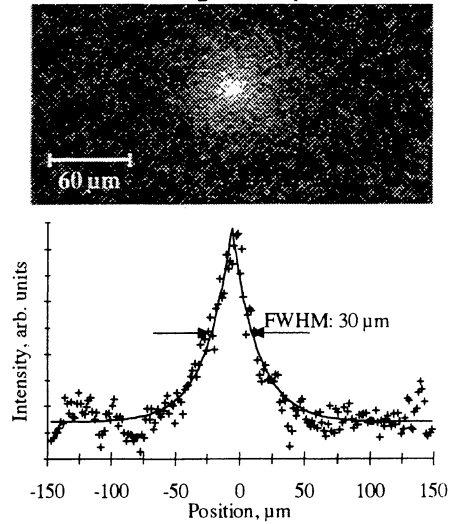 60 µm
FWHM: 30 µm
Intensity, arb. units
-150 -100 -50 0 50 100 150
Position, µm